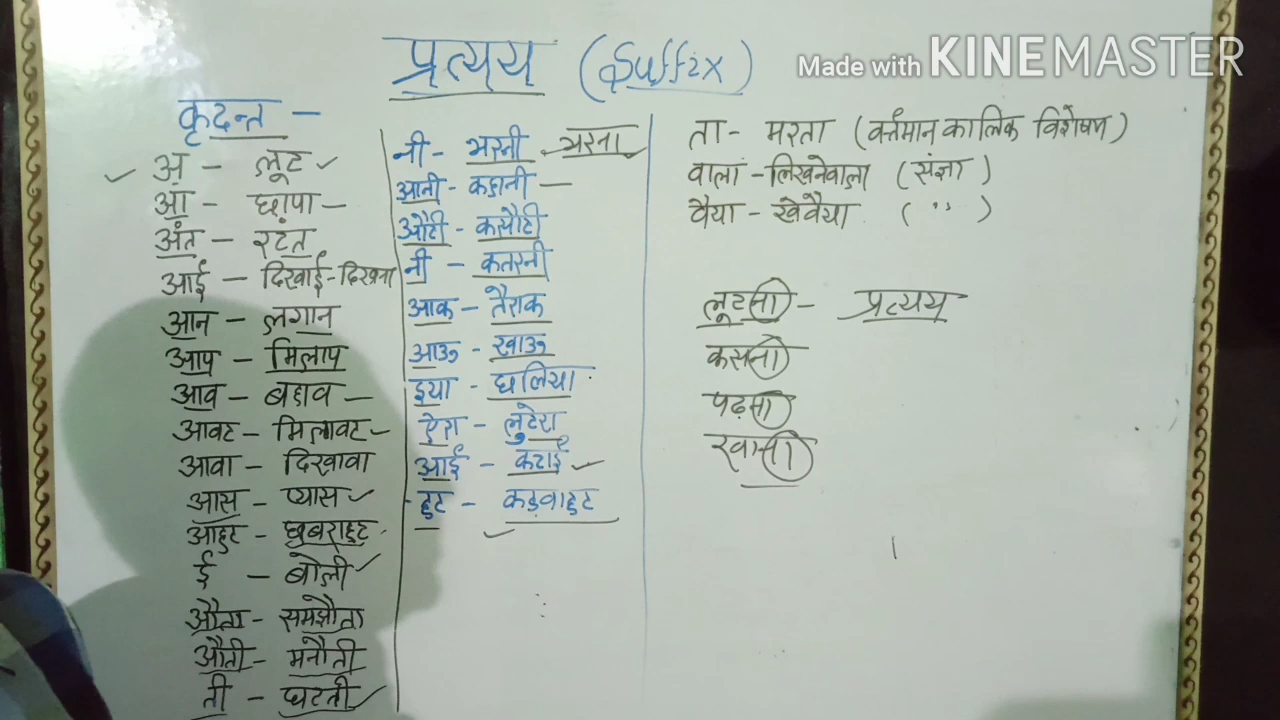 प्रत्यय (Suffix)
Made with KINEMASTER
कृदन्त -
अ - लूट
आ - छापा -
अंत - रटंत
आई - दिखाई - दिखना
आन - लगान
आप - मिलाप
आव - बहाव -
आवट - मिलावट
आवा - दिखावा
आस - प्यास
आहट - घबराहट
ई - बोली
औता - समझौता
औती - मनौती
ती - घटती
नी - भरनी भरना
आनी - कहानी -
औटी - कसौटी
नी - कतरनी
आक - तैराक
आऊ - खाऊ
इया - छलिया
ऐरा - लुटेरा
आई - कटाई
हट - कड़वाहट
ता - मरता (वर्तमान कालिक विशेषण)
वाला - लिखनेवाला (संज्ञा)
वैया - खेवैया ( '' )
लूटना - प्रत्यय
कसना
पढ़ना
खाना